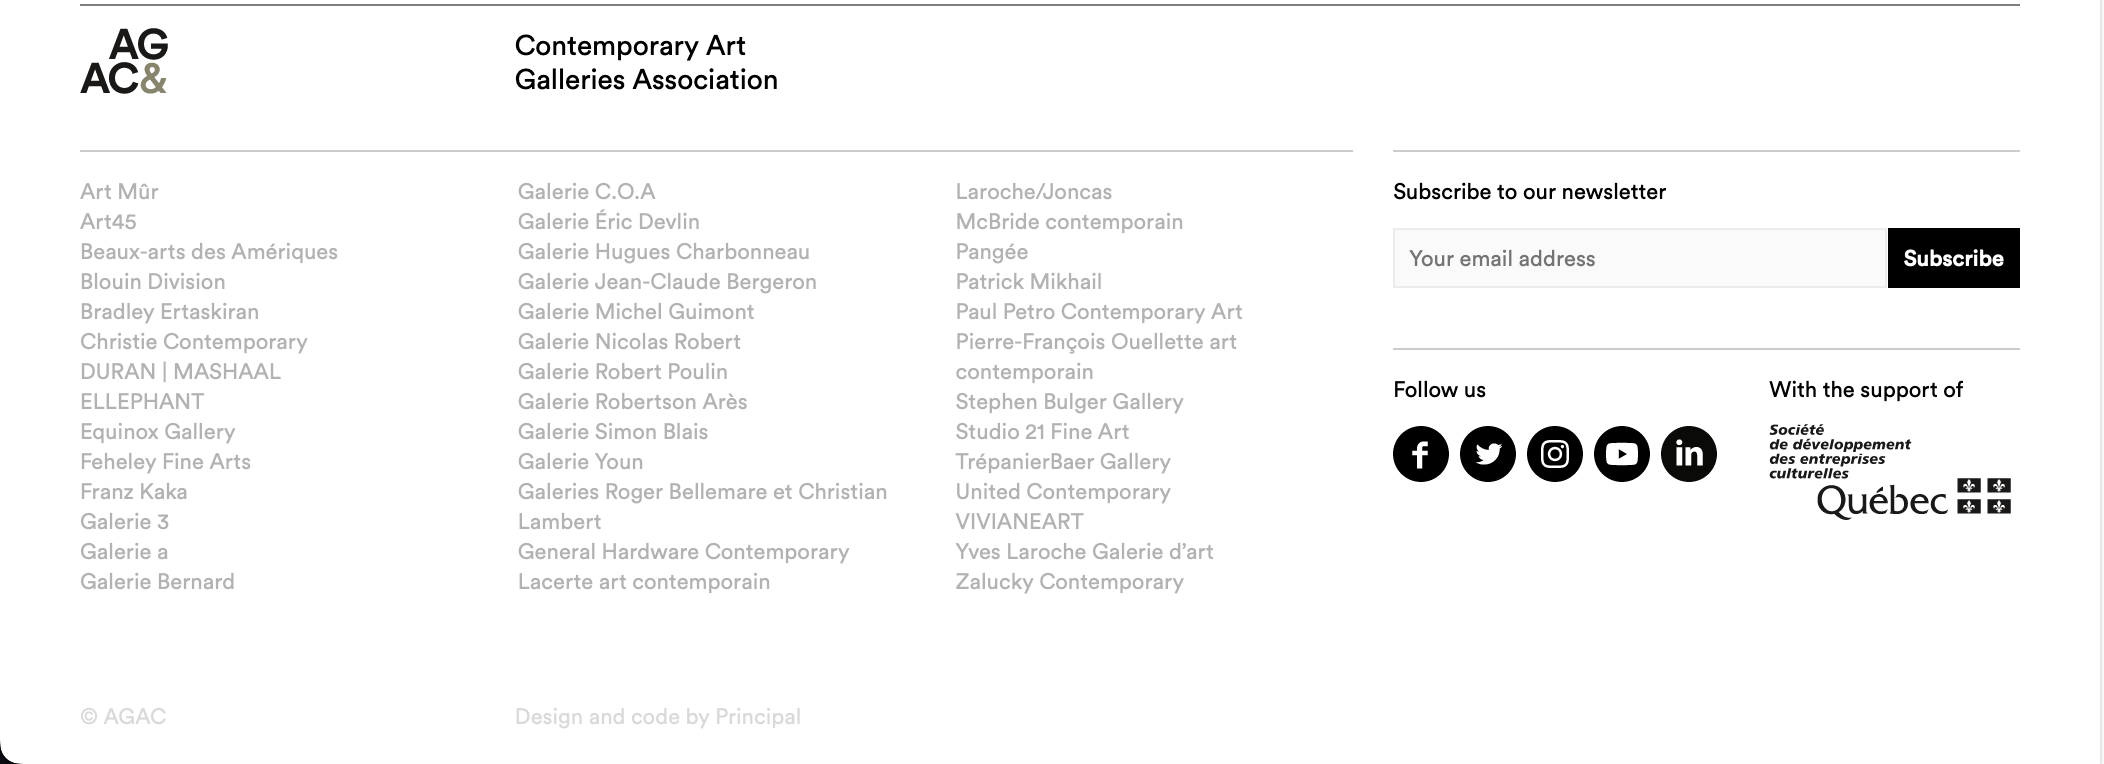 AG
AC&
Contemporary Art
Galleries Association
Art Mûr
Art45
Beaux-arts des Amériques
Blouin Division
Bradley Ertaskiran
Christie Contemporary
DURAN | MASHAAL
ELLEPHANT
Equinox Gallery
Feheley Fine Arts
Franz Kaka
Galerie 3
Galerie a
Galerie Bernard
Galerie C.O.A
Galerie Éric Devlin
Galerie Hugues Charbonneau
Galerie Jean-Claude Bergeron
Galerie Michel Guimont
Galerie Nicolas Robert
Galerie Robert Poulin
Galerie Robertson Arès
Galerie Simon Blais
Galerie Youn
Galeries Roger Bellemare et Christian
Lambert
General Hardware Contemporary
Lacerte art contemporain
Laroche/Joncas
McBride contemporain
Pangée
Patrick Mikhail
Paul Petro Contemporary Art
Pierre-François Ouellette art
contemporain
Stephen Bulger Gallery
Studio 21 Fine Art
TrépanierBaer Gallery
United Contemporary
VIVIANEART
Yves Laroche Galerie d’art
Zalucky Contemporary
Subscribe to our newsletter
Your email address
Subscribe
Follow us
With the support of
Société
de développement
des entreprises
culturelles
Québec
© AGAC
Design and code by Principal